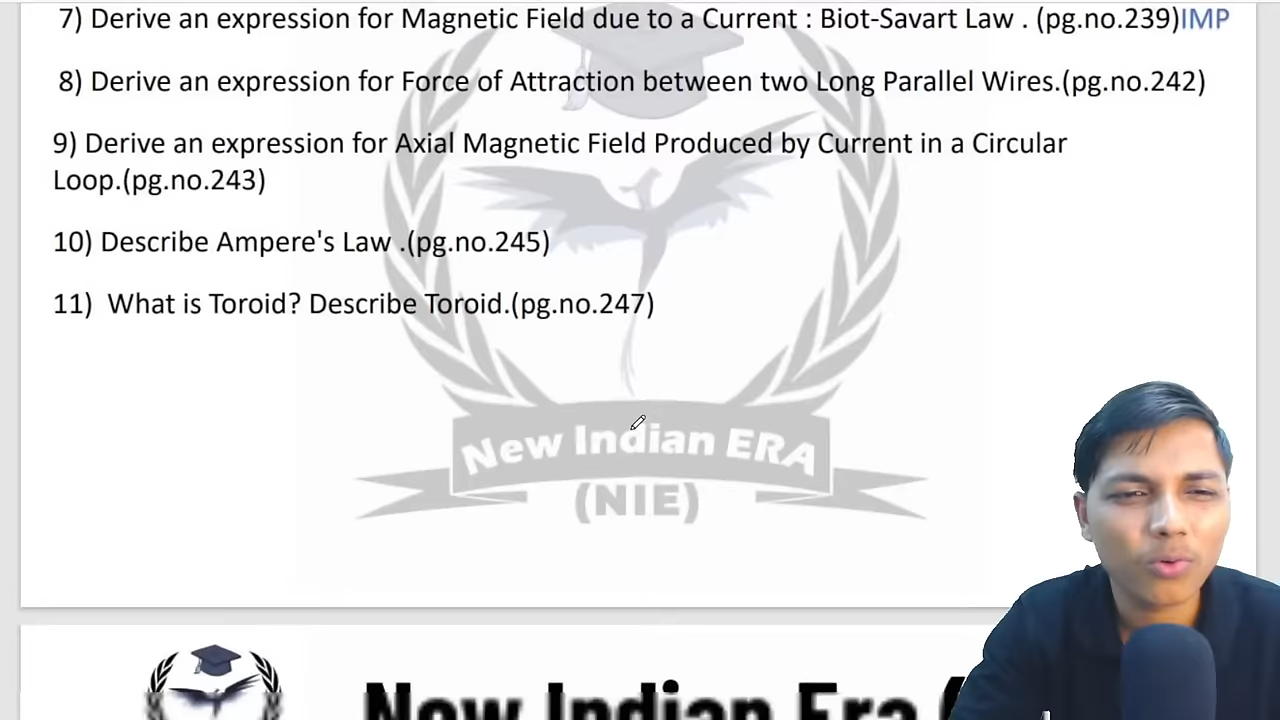 7) Derive an expression for Magnetic Field due to a Current : Biot-Savart Law . (pg.no.239)IMP
8) Derive an expression for Force of Attraction between two Long Parallel Wires.(pg.no.242)
9) Derive an expression for Axial Magnetic Field Produced by Current in a Circular
Loop.(pg.no.243)
10) Describe Ampere's Law .(pg.no.245)
11)  What is Toroid? Describe Toroid.(pg.no.247)
New Indian ERA
(NIE)
New Indian Era (